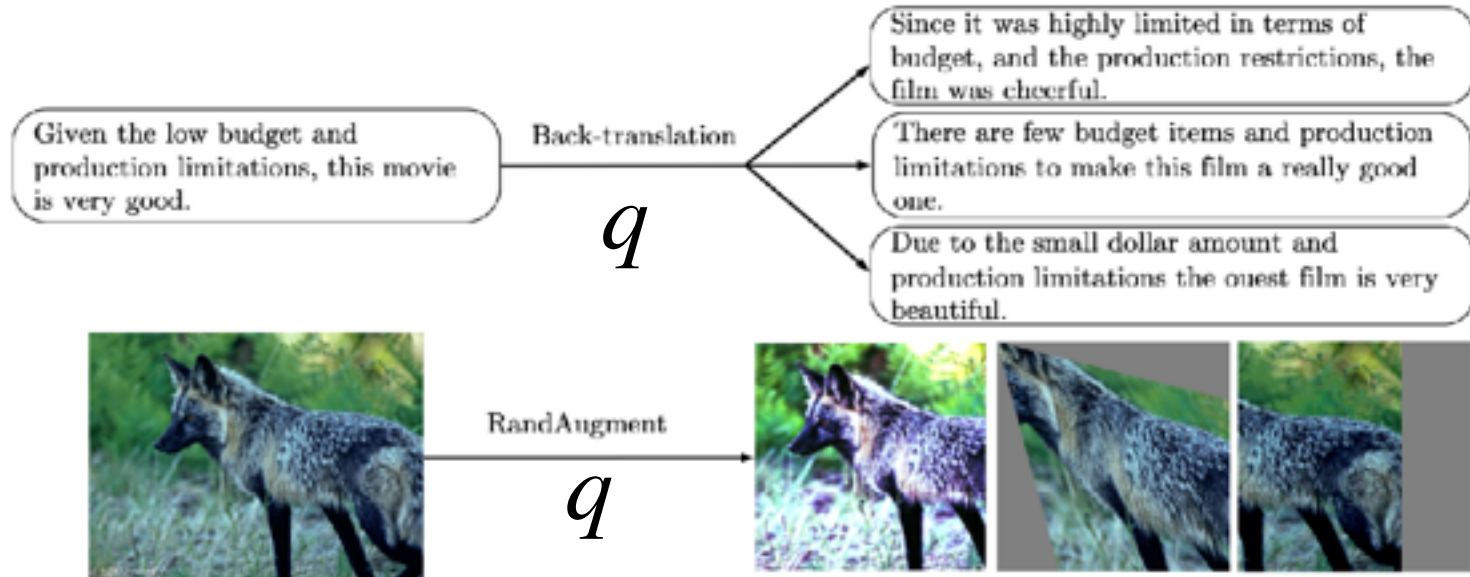 Given the low budget and
production limitations, this movie
is very good.
Back-translation
q
Since it was highly limited in terms of
budget, and the production restrictions, the
film was cheerful.
There are few budget items and production
limitations to make this film a really good
one.
Due to the small dollar amount and
production limitations the ouest film is very
beautiful.
RandAugment
q